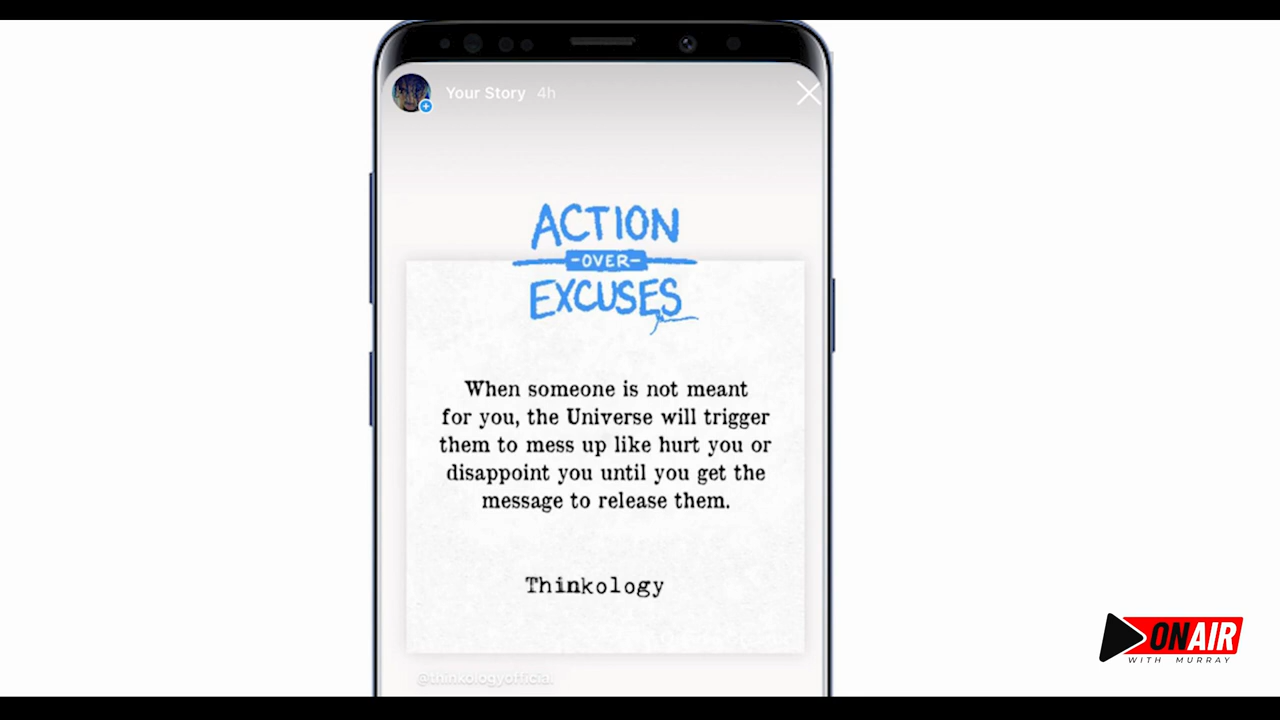 Your Story 4h
ACTION
-OVER-
EXCUSES
When someone is not meant
for you, the Universe will trigger
them to mess up like hurt you or
disappoint you until you get the
message to release them.
Thinkology
@thinkologyofficial
ONAIR
WITH MURRAY